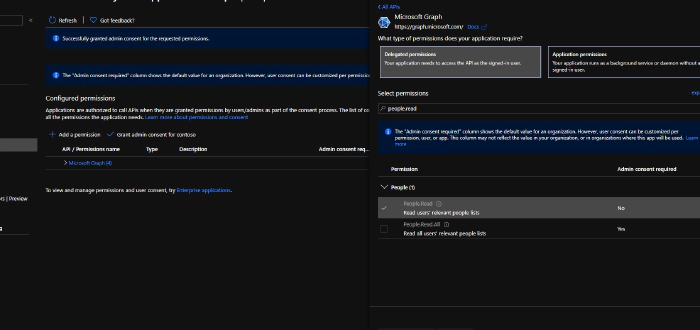 Refresh
Got feedback?
Successfully granted admin consent for the requested permissions.
The "Admin consent required" column shows the default value for an organization. However, user consent can be customized per permission
Configured permissions
Applications are authorized to call APIs when they are granted permissions by users/admins as part of the consent process. The list of co
all the permissions the application needs. Learn more about permissions and consent
Add a permission
Grant admin consent for contoso
API / Permissions name
Type
Description
Admin consent req...
Microsoft Graph (4)
To view and manage permissions and user consent, try Enterprise applications.
| Preview
All APIs
Microsoft Graph
https://graph.microsoft.com/ Docs
What type of permissions does your application require?
Delegated permissions
Your application needs to access the API as the signed-in user.
Application permissions
Your application runs as a background service or daemon without a
signed-in user.
Select permissions
exp
people.read
The "Admin consent required" column shows the default value for an organization. However, user consent can be customized per
permission, user, or app. This column may not reflect the value in your organization, or in organizations where this app will be used. Learn
more
Permission
Admin consent required
People (1)
People.Read
Read users' relevant people lists
No
People.Read.All
Read all users' relevant people lists
Yes